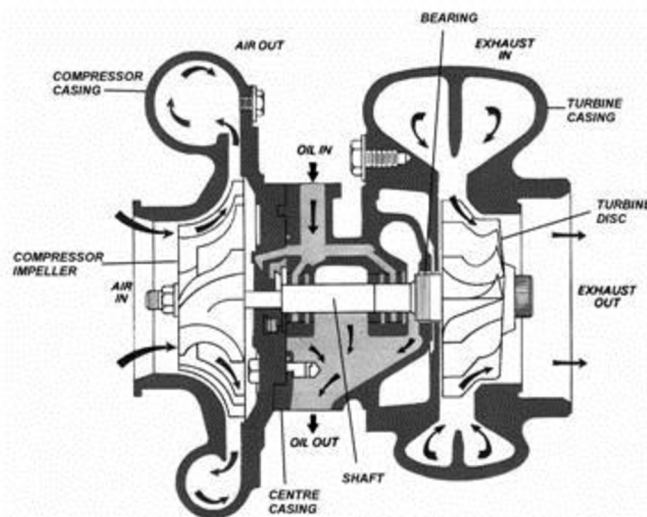 BEARING
AIR OUT
EXHAUST
IN
COMPRESSOR
CASING
TURBINE
CASING
OIL IN
TURBINE
DISC
COMPRESSOR
IMPELLER
AIR
IN
EXHAUST
OUT
OIL OUT
SHAFT
CENTRE
CASING